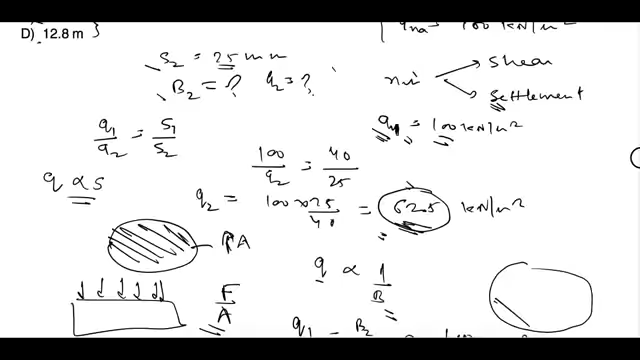 D) 12.8 m
qna = 100 kN/m²
S2 = 25 mm
B2 = ? q2 = ?
Shear
Settlement
q1/q2 = S1/S2
q1 = 100 kN/m²
100/q2 = 40/25
q ∝ S
q2 = 100 × 25/40 = 62.5 kN/m²
A
q ∝ 1/B
F/A
q1 = B2